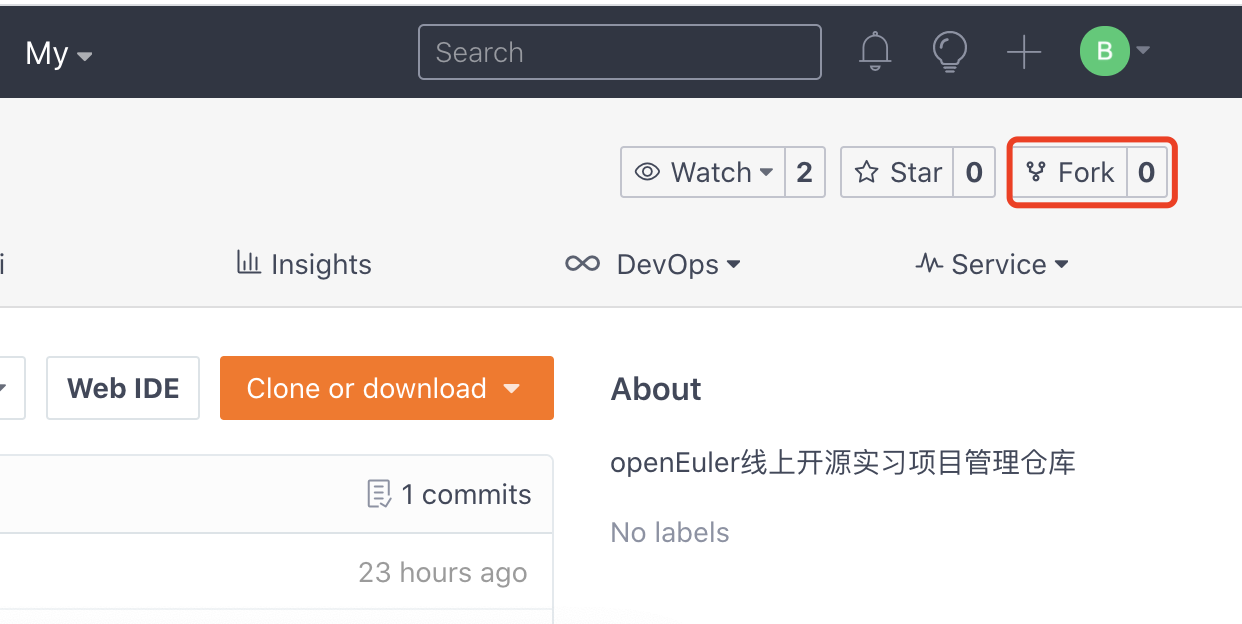 My
Search
B
Watch 2
Star 0
Fork 0
i
Insights
DevOps
Service
Web IDE
Clone or download
About
openEuler线上开源实习项目管理仓库
1 commits
No labels
23 hours ago